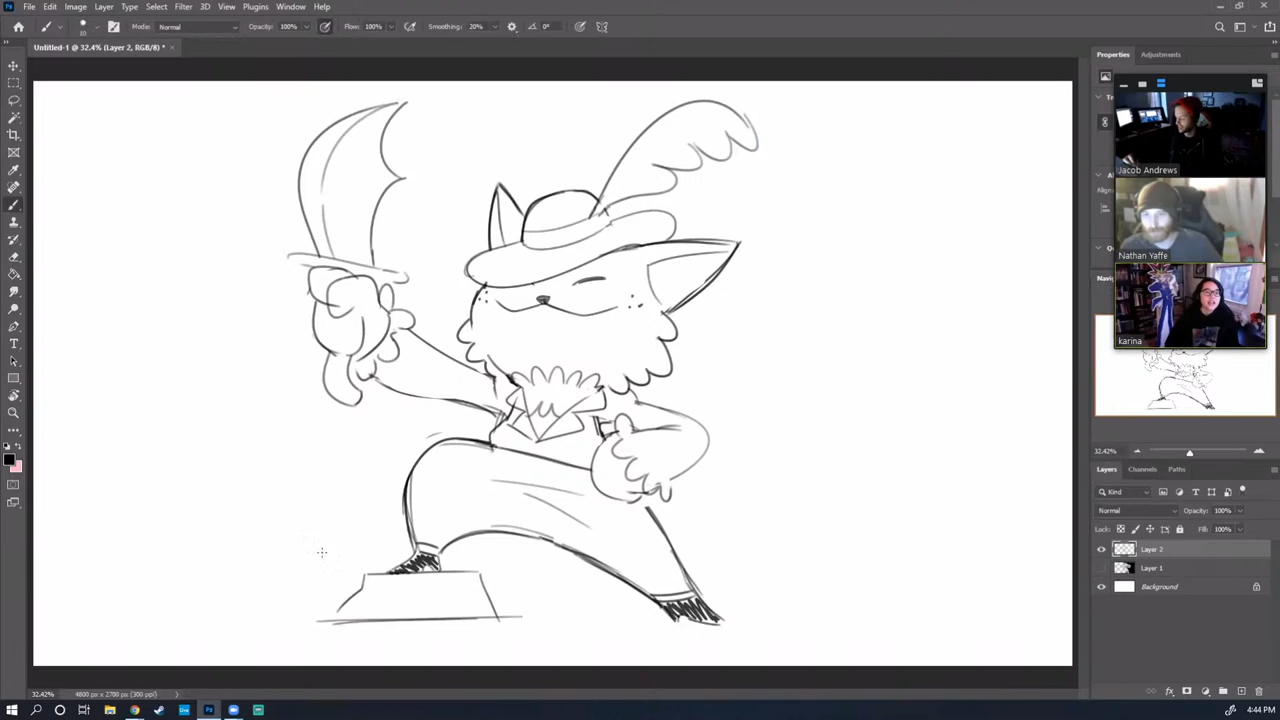 File Edit Image Layer Type Select Filter 3D View Plugins Window Help
Mode: Normal Opacity: 100% Flow: 100% Smoothing: 20% 0°
Untitled-1 @ 32.4% (Layer 2, RGB/8) *
Properties Adjustments
Jacob Andrews
Nathan Yaffe
karina
32.42%
Layers Channels Paths
Kind
Normal Opacity: 100%
Lock: Fill: 100%
Layer 2
Layer 1
Background
32.42% 4800 px x 2700 px (300 ppi)
4:44 PM